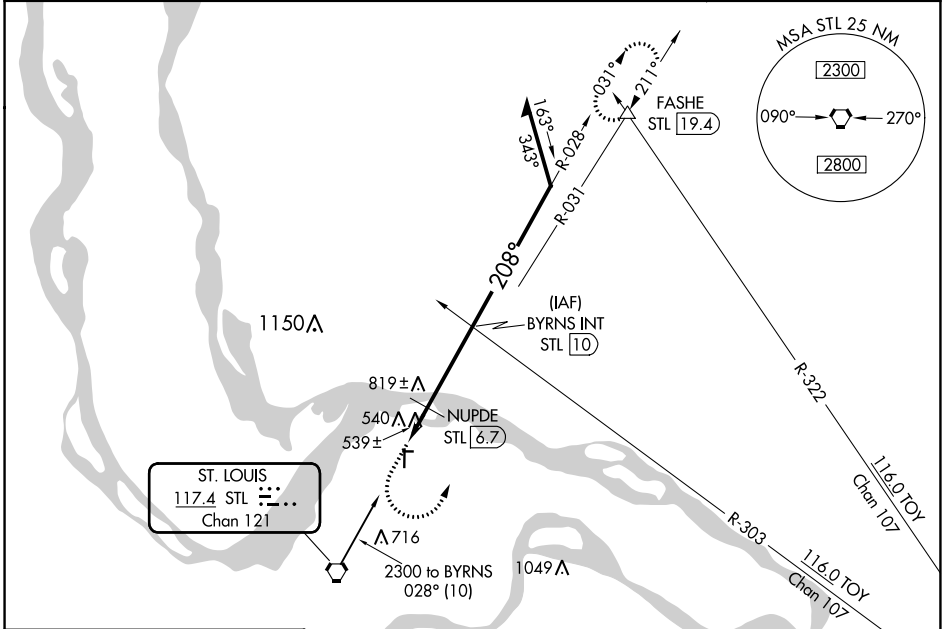 MSA STL 25 NM
2300
090°
270°
2800
031°
211°
FASHE
STL 19.4
163°
343°
R-028
R-031
208°
(IAF)
BYRNS INT
STL 10
1150
R-322
819±
540
NUPDE
STL 6.7
539±
ST. LOUIS
117.4 STL
Chan 121
116.0 TOY
Chan 107
R-303
716
2300 to BYRNS
028° (10)
1049
116.0 TOY
Chan 107